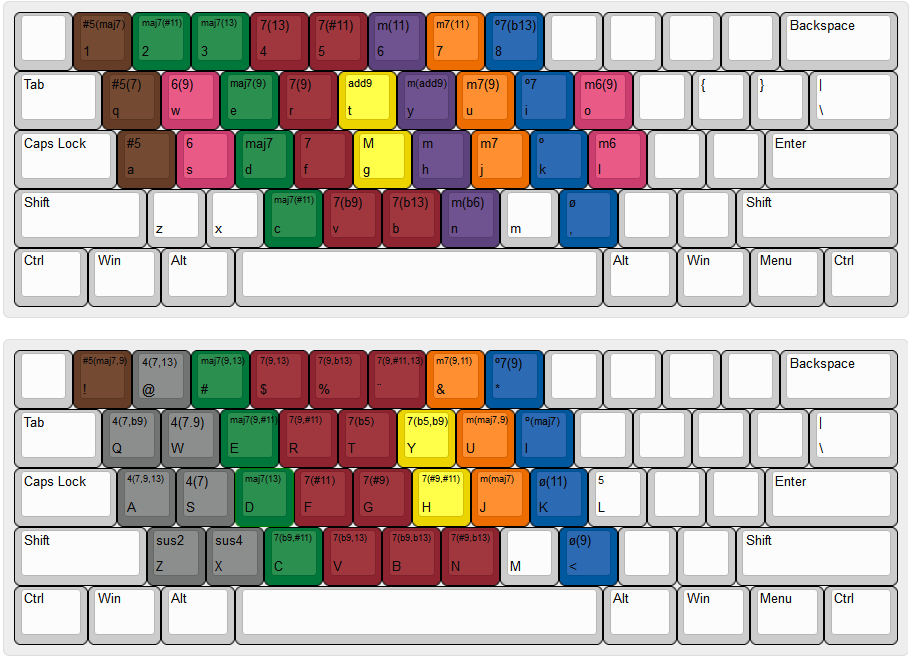 #5(maj7) maj7(#11) maj7(13) 7(13) 7(#11) m(11) m7(11) º7(b13) Backspace
1 2 3 4 5 6 7 8
Tab #5(7) 6(9) maj7(9) 7(9) add9 m(add9) m7(9) º7 m6(9) { } |
q w e r t y u i o \
Caps Lock #5 6 maj7 7 M m m7 º m6 Enter
a s d f g h j k l
Shift maj7(#11) 7(b9) 7(b13) m(b6) ø Shift
z x c v b n m ,
Ctrl Win Alt Alt Win Menu Ctrl
#5(maj7,9) 4(7,13) maj7(9,13) 7(9,13) 7(9,b13) 7(9,#11,13) m7(9,11) º7(9) Backspace
! @ # $ % ¨ & *
Tab 4(7,b9) 4(7.9) maj7(9,#11) 7(9,#11) 7(b5) 7(b5,b9) m(maj7,9) º(maj7) |
Q W E R T Y U I \
Caps Lock 4(7,9,13) 4(7) maj7(13) 7(#11) 7(#9) 7(#9,#11) m(maj7) ø(11) 5 Enter
A S D F G H J K L
Shift sus2 sus4 7(b9,#11) 7(b9,13) 7(b9,b13) 7(#9,b13) ø(9) Shift
Z X C V B N M <
Ctrl Win Alt Alt Win Menu Ctrl